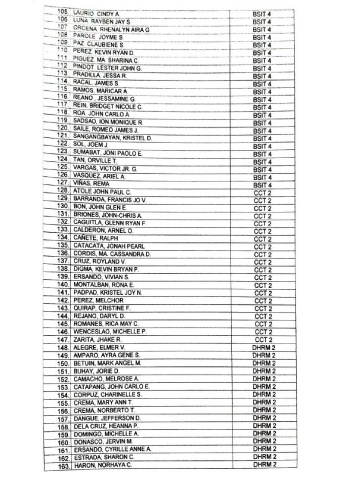 105. LAURIO CINDY A BSIT 4
106. LUNA RAYBEN JAY S BSIT 4
107. ORCENA RHENALYN AIRA G BSIT 4
108. PAROLE JOYME S. BSIT 4
109. PAZ CLAUBIENE S BSIT 4
110. PEREZ KEVIN RYAN D. BSIT 4
111. PIGUEZ, MA. SHARINA C. BSIT 4
112. PINDOT, LESTER JOHN G. BSIT 4
113. PRADILLA, JESSA R. BSIT 4
114. RACAL, JAMES S BSIT 4
115. RAMOS, MARICAR A BSIT 4
116. REANO, JESSAMINE G. BSIT 4
117. REIN, BRIDGET NICOLE C. BSIT 4
118. ROA, JOHN CARLO A BSIT 4
119. SADSAD, ION MONIQUE R. BSIT 4
120. SAILE, ROMEO JAMES J. BSIT 4
121. SANGANGBAYAN, KRISTEL D. BSIT 4
122. SOL, JOEM J. BSIT 4
123. SUMABAT, JONI PAOLO E. BSIT 4
124. TAN, ORVILLE T. BSIT 4
125. VARGAS, VICTOR JR. G. BSIT 4
126. VASQUEZ, ARIEL A. BSIT 4
127. VIÑAS, REMA BSIT 4
128. ATOLE JOHN PAUL C. CCT 2
129. BARRANDA, FRANCIS JO V. CCT 2
130. BON, JOHN GLEN E. CCT 2
131. BRIONES, JOHN-CHRIS A. CCT 2
132. CAGUITLA, GLENN RYAN F. CCT 2
133. CALDERON, ARNEL O. CCT 2
134. CAÑETE, RALPH CCT 2
135. CATACATA, JONAH PEARL CCT 2
136. CORDIS, MA. CASSANDRA D. CCT 2
137. CRUZ, ROYLAND V. CCT 2
138. DIGMA, KEVIN BRYAN P. CCT 2
139. ERSANDO, VIVIAN S. CCT 2
140. MONTALBAN, RONA E. CCT 2
141. PADPAD, KRISTEL JOY N. CCT 2
142. PEREZ, MELCHOR CCT 2
143. QUIRAP, CRISTINE F. CCT 2
144. REJANO, DARYL D. CCT 2
145. ROMANES, RICA MAY C. CCT 2
146. WENCESLAO, MICHELLE P. CCT 2
147. ZARITA, JHAKE R. CCT 2
148. ALEGRE, ELMER V. DHRM 2
149. AMPARO, AYRA GENE S. DHRM 2
150. BETUIN, MARK ANGEL M. DHRM 2
151. BUHAY, JORIE D. DHRM 2
152. CAMACHO, MELROSE A. DHRM 2
153. CATAPANG, JOHN CARLO E. DHRM 2
154. CORPUZ, CHARINELLE S. DHRM 2
155. CREMA, MARY ANN T. DHRM 2
156. CREMA, NORBERTO T. DHRM 2
157. DANGUE, JEFFERSON D. DHRM 2
158. DELA CRUZ, HEANNA P. DHRM 2
159. DOMINGO, MICHELLE A. DHRM 2
160. DONASCO, JERVIN M. DHRM 2
161. ERSANDO, CYRILLE ANNE A. DHRM 2
162. ESTRADA, SHARON C. DHRM 2
163. HARON, NORHAYA C. DHRM 2